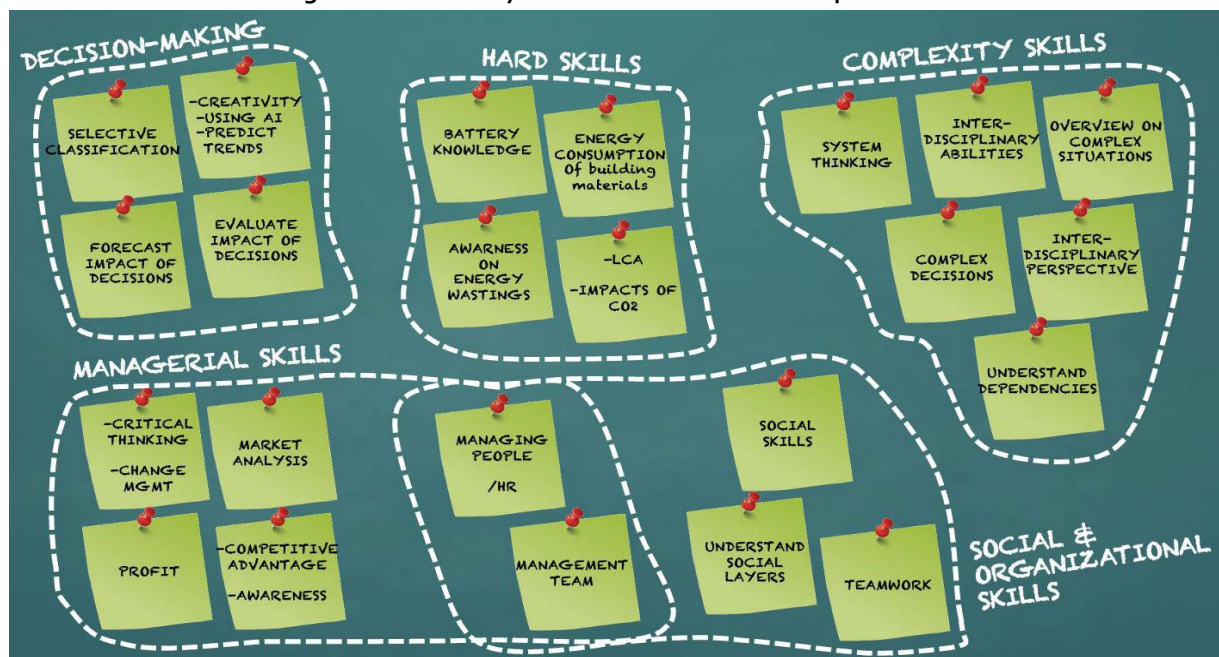 DECISION-MAKING
SELECTIVE
CLASSIFICATION
-CREATIVITY
-USING AI
-PREDICT
TRENDS
FORECAST
IMPACT OF
DECISIONS
EVALUATE
IMPACT OF
DECISIONS
HARD SKILLS
BATTERY
KNOWLEDGE
ENERGY
CONSUMPTION
Of building
materials
AWARNESS
ON
ENERGY
WASTINGS
-LCA
-IMPACTS OF
CO2
COMPLEXITY SKILLS
SYSTEM
THINKING
INTER-
DISCIPLINARY
ABILITIES
OVERVIEW ON
COMPLEX
SITUATIONS
COMPLEX
DECISIONS
INTER-
DISCIPLINARY
PERSPECTIVE
UNDERSTAND
DEPENDENCIES
MANAGERIAL SKILLS
-CRITICAL
THINKING
-CHANGE
MGMT
MARKET
ANALYSIS
PROFIT
-COMPETITIVE
ADVANTAGE
-AWARENESS
MANAGING
PEOPLE
/HR
MANAGEMENT
TEAM
SOCIAL
SKILLS
UNDERSTAND
SOCIAL
LAYERS
TEAMWORK
SOCIAL &
ORGANIZATIONAL
SKILLS